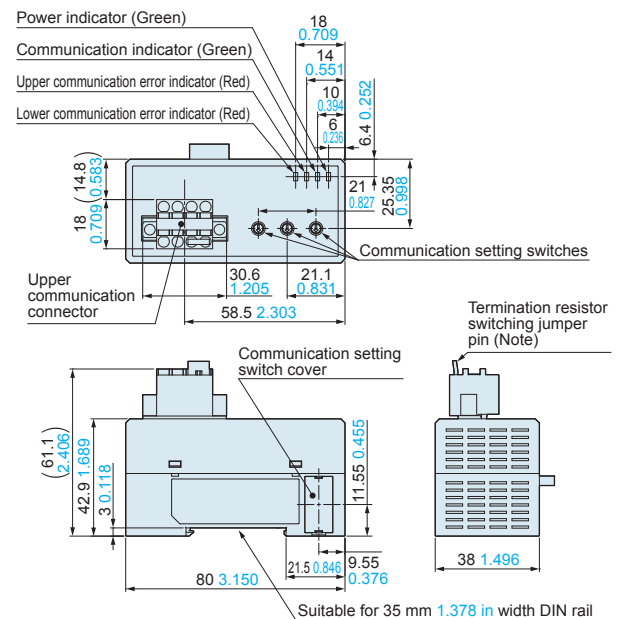 Power indicator (Green)
18
0.709
Communication indicator (Green)
14
0.551
Upper communication error indicator (Red)
10
0.394
Lower communication error indicator (Red)
6
0.236
6.4 0.252
(14.8)
0.583
18
0.709
21
0.827
25.35
0.998
Communication setting switches
Upper
communication
connector
30.6
1.205
21.1
0.831
58.5 2.303
Termination resistor
switching jumper
pin (Note)
Communication setting
switch cover
(61.1)
2.406
42.9 1.689
3 0.118
11.55 0.455
21.5 0.846
9.55
0.376
80 3.150
38 1.496
Suitable for 35 mm 1.378 in width DIN rail